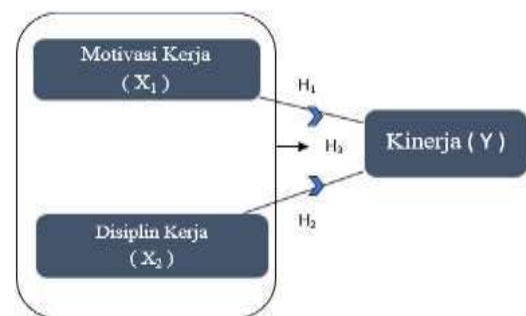 Motivasi Kerja
( X₁ )
H₁
Kinerja ( Y )
H₃
H₂
Disiplin Kerja
( X₂ )